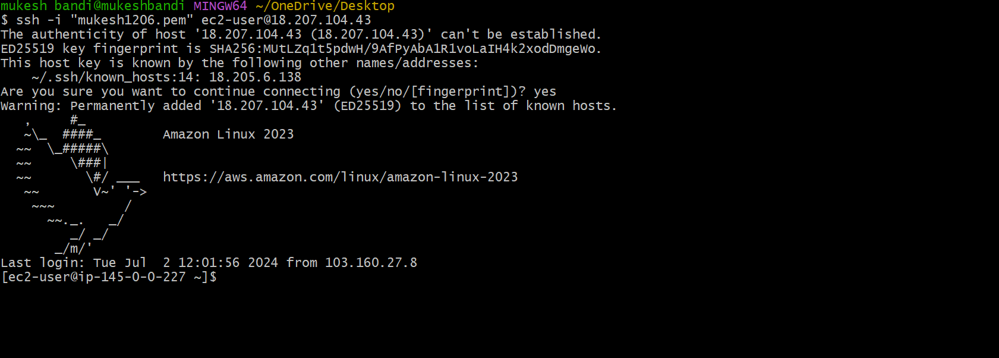 mukesh bandi@mukeshbandi MINGW64 ~/OneDrive/Desktop
$ ssh -i "mukesh1206.pem" ec2-user@18.207.104.43
The authenticity of host '18.207.104.43 (18.207.104.43)' can't be established.
ED25519 key fingerprint is SHA256:MUtLZq1t5pdwH/9AfPyAbA1R1voLaIH4k2xodDmgeWo.
This host key is known by the following other names/addresses:
    ~/.ssh/known_hosts:14: 18.205.6.138
Are you sure you want to continue connecting (yes/no/[fingerprint])? yes
Warning: Permanently added '18.207.104.43' (ED25519) to the list of known hosts.
   ,     #_
   ~\_  ####_        Amazon Linux 2023
  ~~  \_#####\
  ~~     \###|
  ~~       \#/ ___   https://aws.amazon.com/linux/amazon-linux-2023
   ~~       V~' '->
    ~~~         /
      ~~._.   _/
         _/ _/
       _/m/'
Last login: Tue Jul  2 12:01:56 2024 from 103.160.27.8
[ec2-user@ip-145-0-0-227 ~]$